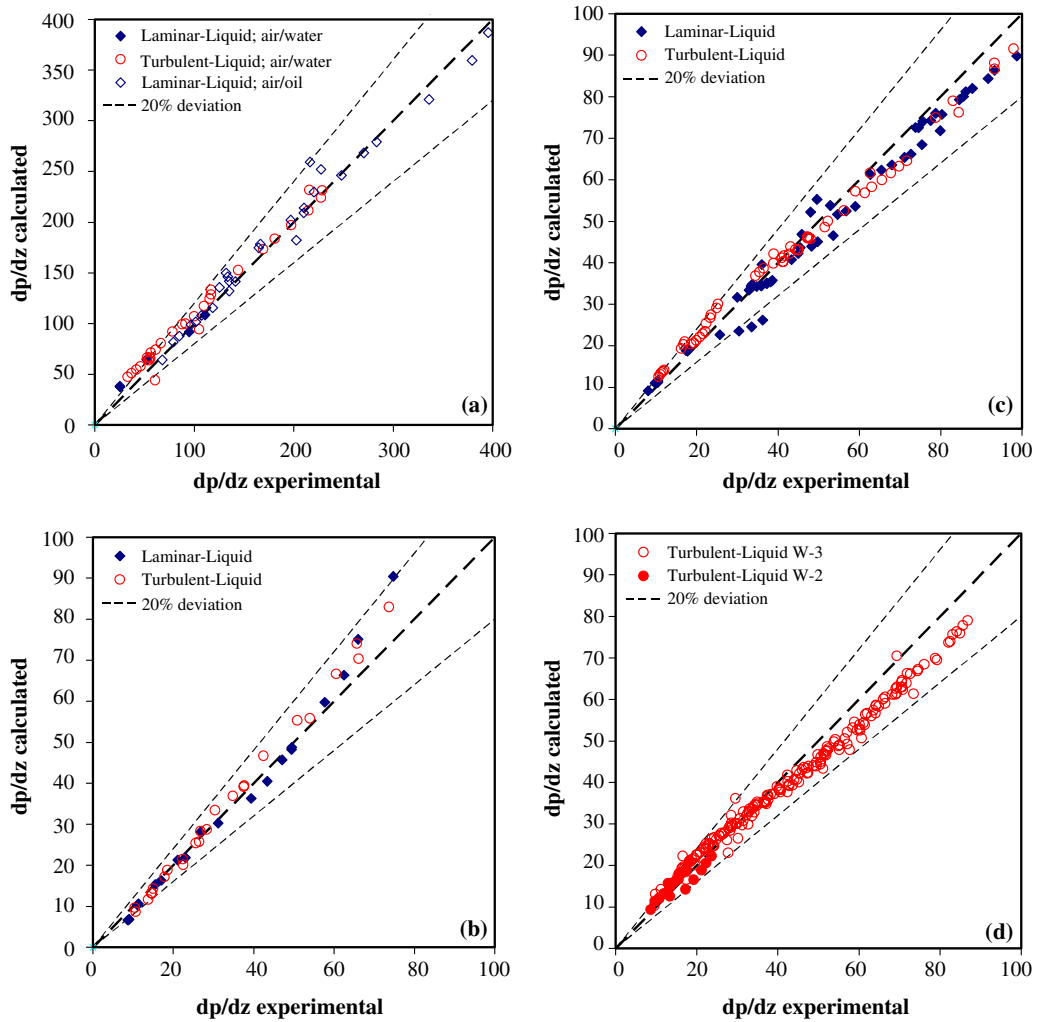 400
350
300
250
200
150
100
50
0
dp/dz calculated
Laminar-Liquid; air/water
Turbulent-Liquid; air/water
Laminar-Liquid; air/oil
20% deviation
(a)
0 100 200 300 400
dp/dz experimental
100
90
80
70
60
50
40
30
20
10
0
dp/dz calculated
Laminar-Liquid
Turbulent-Liquid
20% deviation
(c)
0 20 40 60 80 100
dp/dz experimental
100
90
80
70
60
50
40
30
20
10
0
dp/dz calculated
Laminar-Liquid
Turbulent-Liquid
20% deviation
(b)
0 20 40 60 80 100
dp/dz experimental
100
90
80
70
60
50
40
30
20
10
0
dp/dz calculated
Turbulent-Liquid W-3
Turbulent-Liquid W-2
20% deviation
(d)
0 20 40 60 80 100
dp/dz experimental